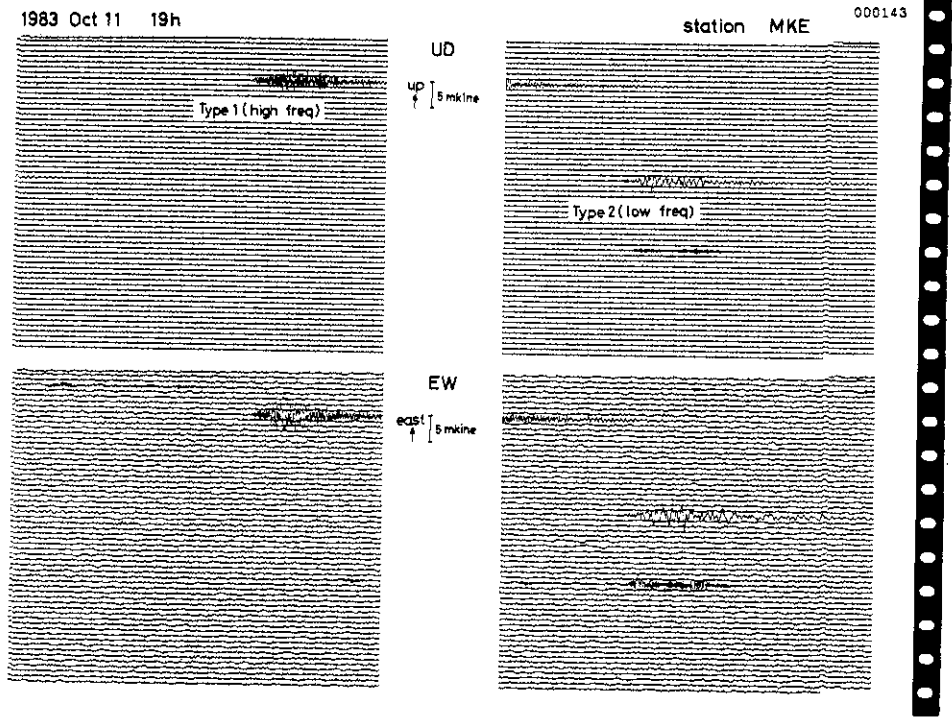 1983 Oct 11 19h
station MKE
000143
UD
up
5 mkine
Type 1 (high freq)
Type 2 (low freq)
EW
east
5 mkine